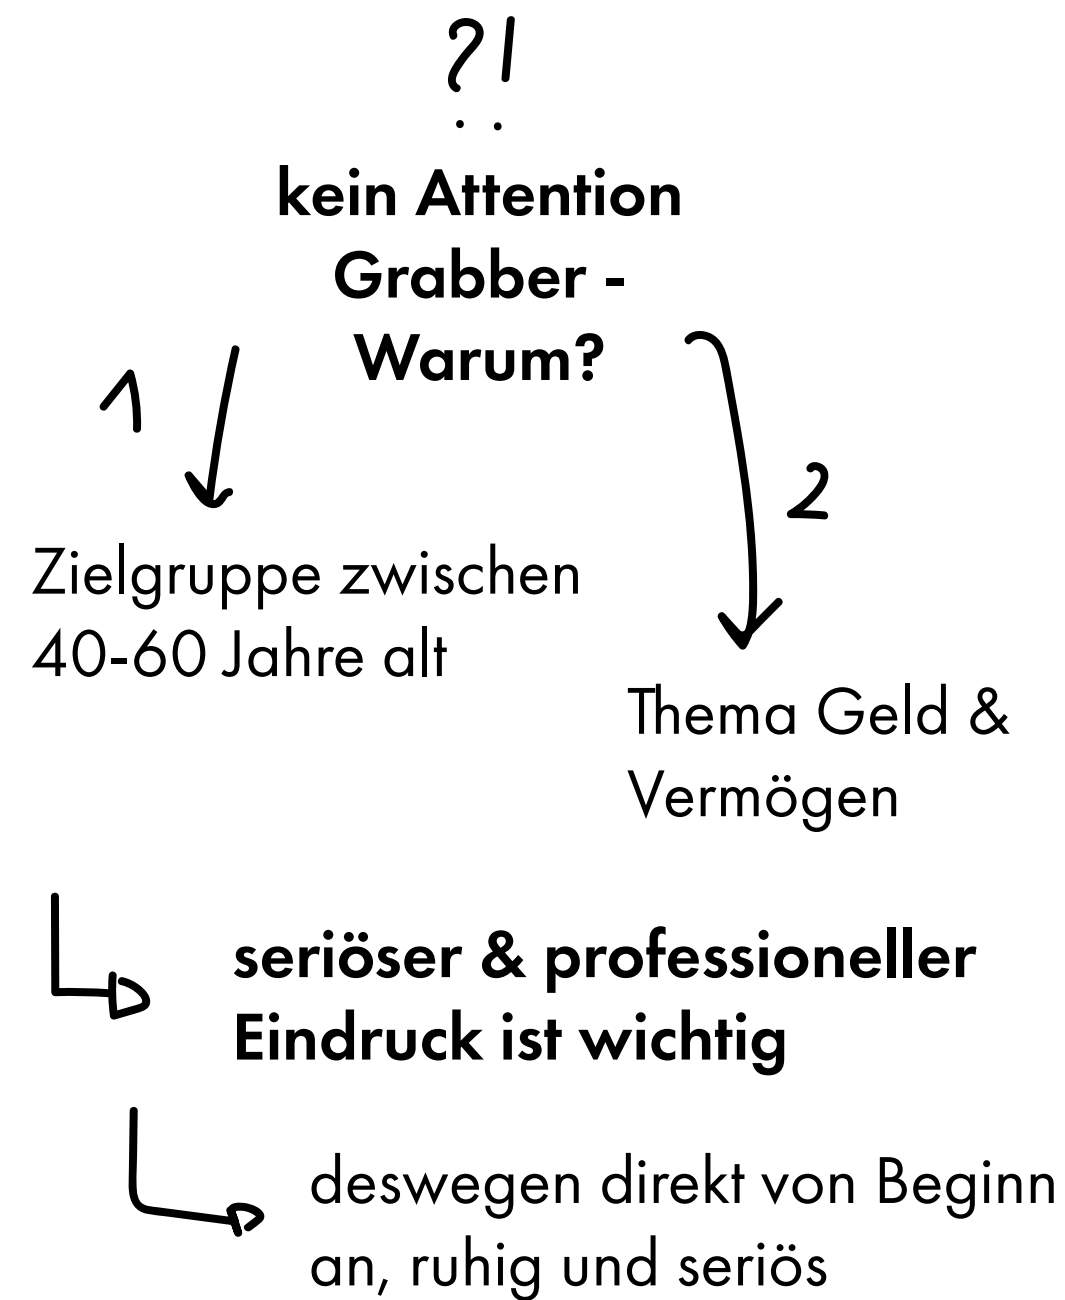 ?!
kein Attention
Grabber -
Warum?
1
2
Zielgruppe zwischen
40-60 Jahre alt
Thema Geld &
Vermögen
seriöser & professioneller
Eindruck ist wichtig
deswegen direkt von Beginn
an, ruhig und seriös